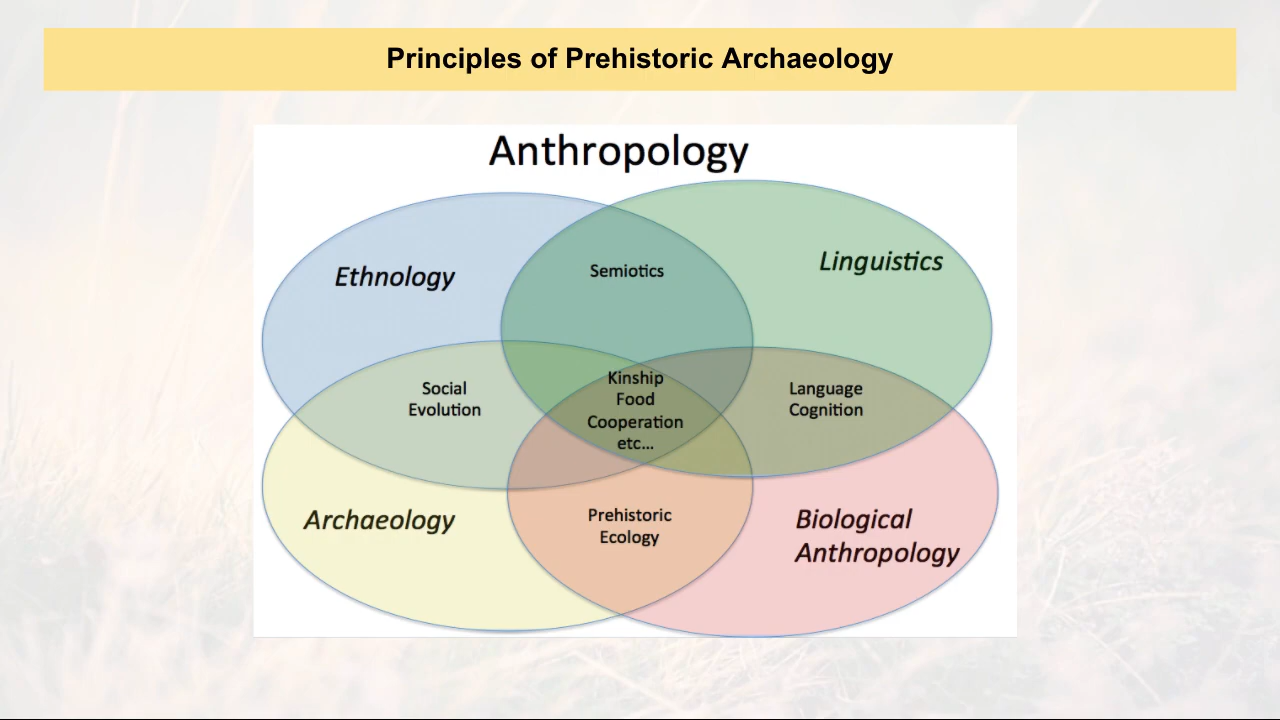 Principles of Prehistoric Archaeology
Anthropology
Ethnology
Semiotics
Linguistics
Social
Evolution
Kinship
Food
Cooperation
etc...
Language
Cognition
Archaeology
Prehistoric
Ecology
Biological
Anthropology